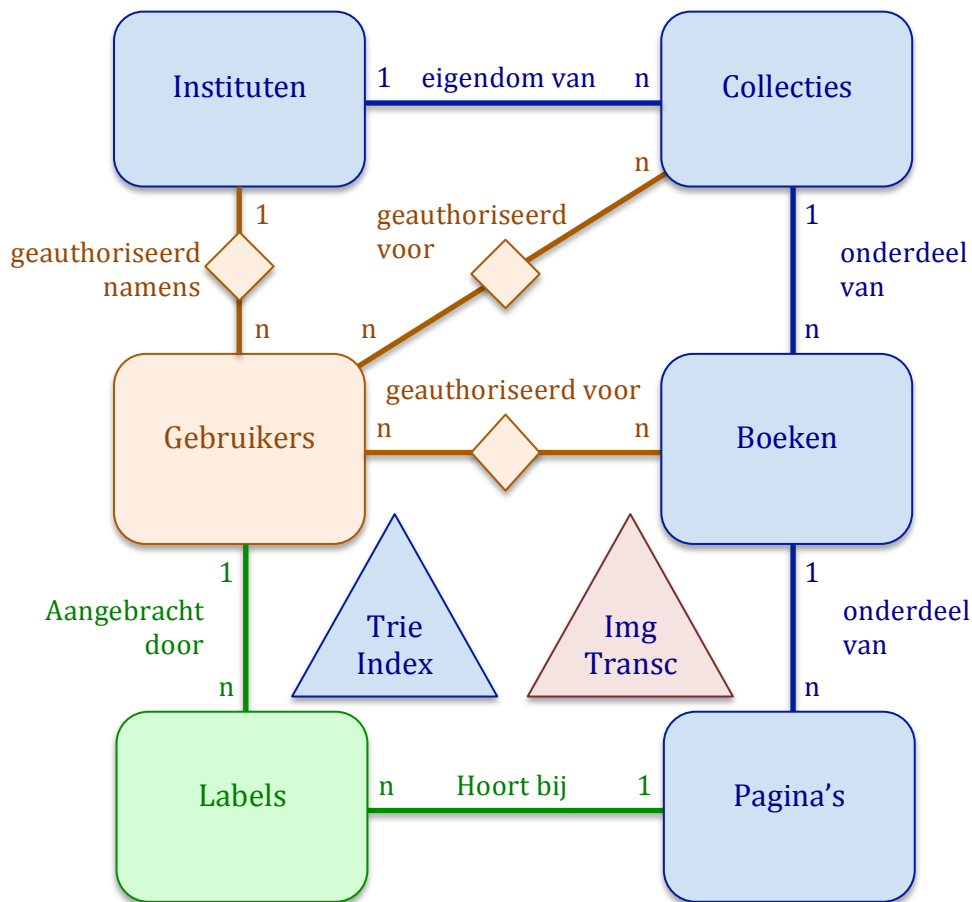 Instituten
1 eigendom van n
Collecties
n
1
geauthoriseerd
voor
1
geauthoriseerd
namens
onderdeel
van
n
n
n
geauthoriseerd voor
Gebruikers
n
n
Boeken
1
Aangebracht
door
n
Trie
Index
Img
Transc
1
onderdeel
van
n
Labels
n Hoort bij 1
Pagina’s